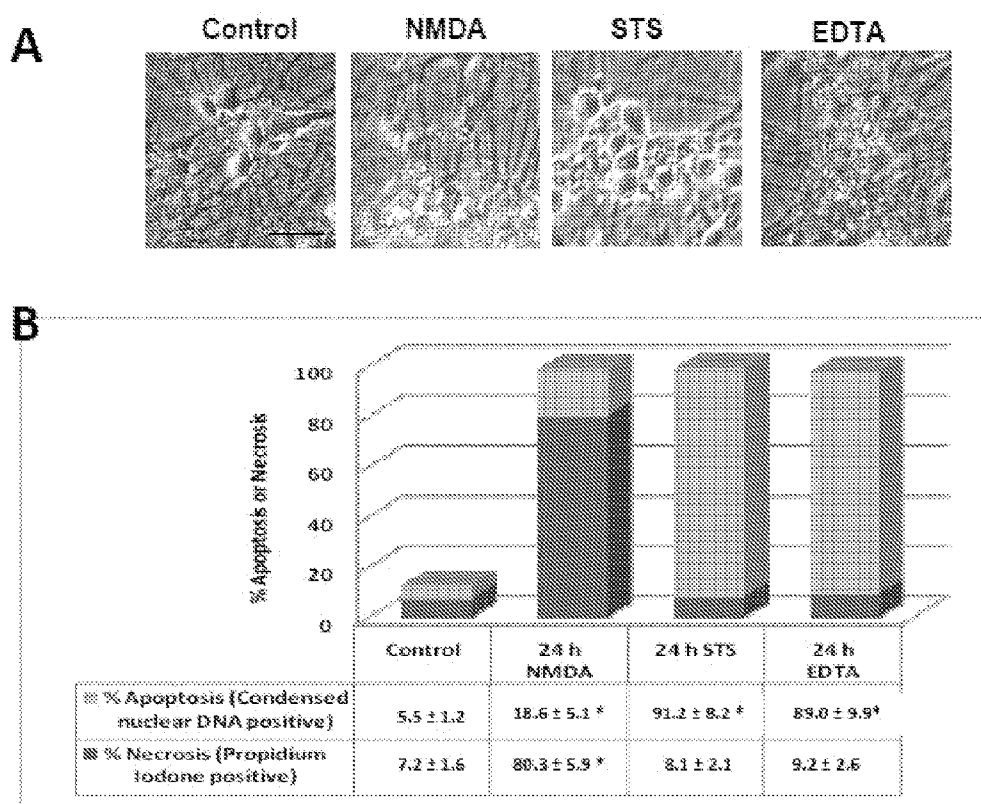 A
Control NMDA STS EDTA
B
% Apoptosis or Necrosis
100
80
60
40
20
0
Control 24 h NMDA 24 h STS 24 h EDTA
% Apoptosis (Condensed nuclear DNA positive) 5.5 ± 1.2 18.6 ± 5.1 * 91.2 ± 8.2 * 89.0 ± 9.9*
% Necrosis (Propidium Iodone positive) 7.2 ± 1.6 80.3 ± 5.9 * 8.1 ± 2.1 9.2 ± 2.6